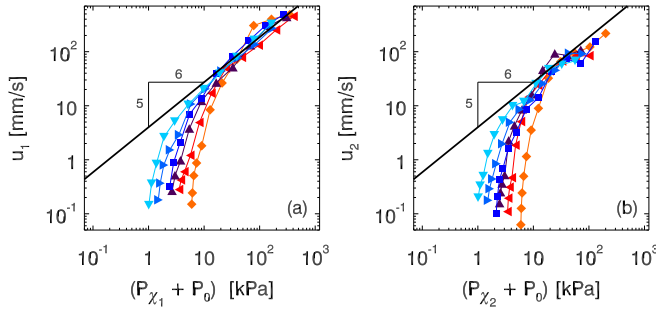 u₁ [mm/s]
10²
10
1
10⁻¹
6
5
(a)
10⁻¹ 1 10 10² 10³
(P_χ₁ + P₀) [kPa]
u₂ [mm/s]
10²
10
1
10⁻¹
6
5
(b)
10⁻¹ 1 10 10² 10³
(P_χ₂ + P₀) [kPa]